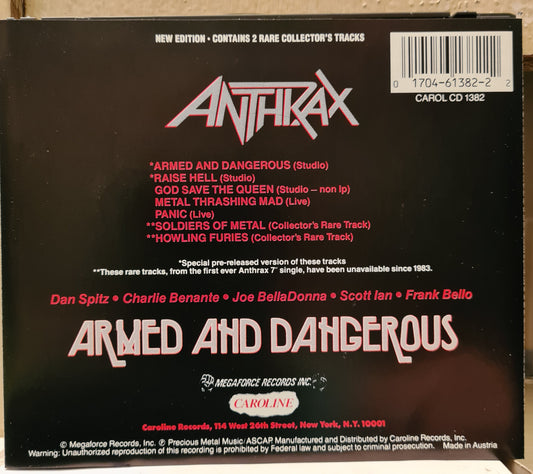 NEW EDITION • CONTAINS 2 RARE COLLECTOR'S TRACKS
0 1704-61382-2 2
CAROL CD 1382
ANTHRAX
*ARMED AND DANGEROUS (Studio)
*RAISE HELL (Studio)
GOD SAVE THE QUEEN (Studio — non lp)
METAL THRASHING MAD (Live)
PANIC (Live)
**SOLDIERS OF METAL (Collector's Rare Track)
**HOWLING FURIES (Collector's Rare Track)
*Special pre-released version of these tracks
**These rare tracks, from the first ever Anthrax 7" single, have been unavailable since 1983.
Dan Spitz • Charlie Benante • Joe BellaDonna • Scott Ian • Frank Bello
ARMED AND DANGEROUS
MEGAFORCE RECORDS INC.
CAROLINE
Caroline Records, 114 West 26th Street, New York, N.Y. 10001
© Megaforce Records, Inc. ℗ Precious Metal Music/ASCAP Manufactured and Distributed by Caroline Records, Inc. Made in Austria
Warning: Unauthorized reproduction of this recording is prohibited by Federal law and subject to criminal prosecution.